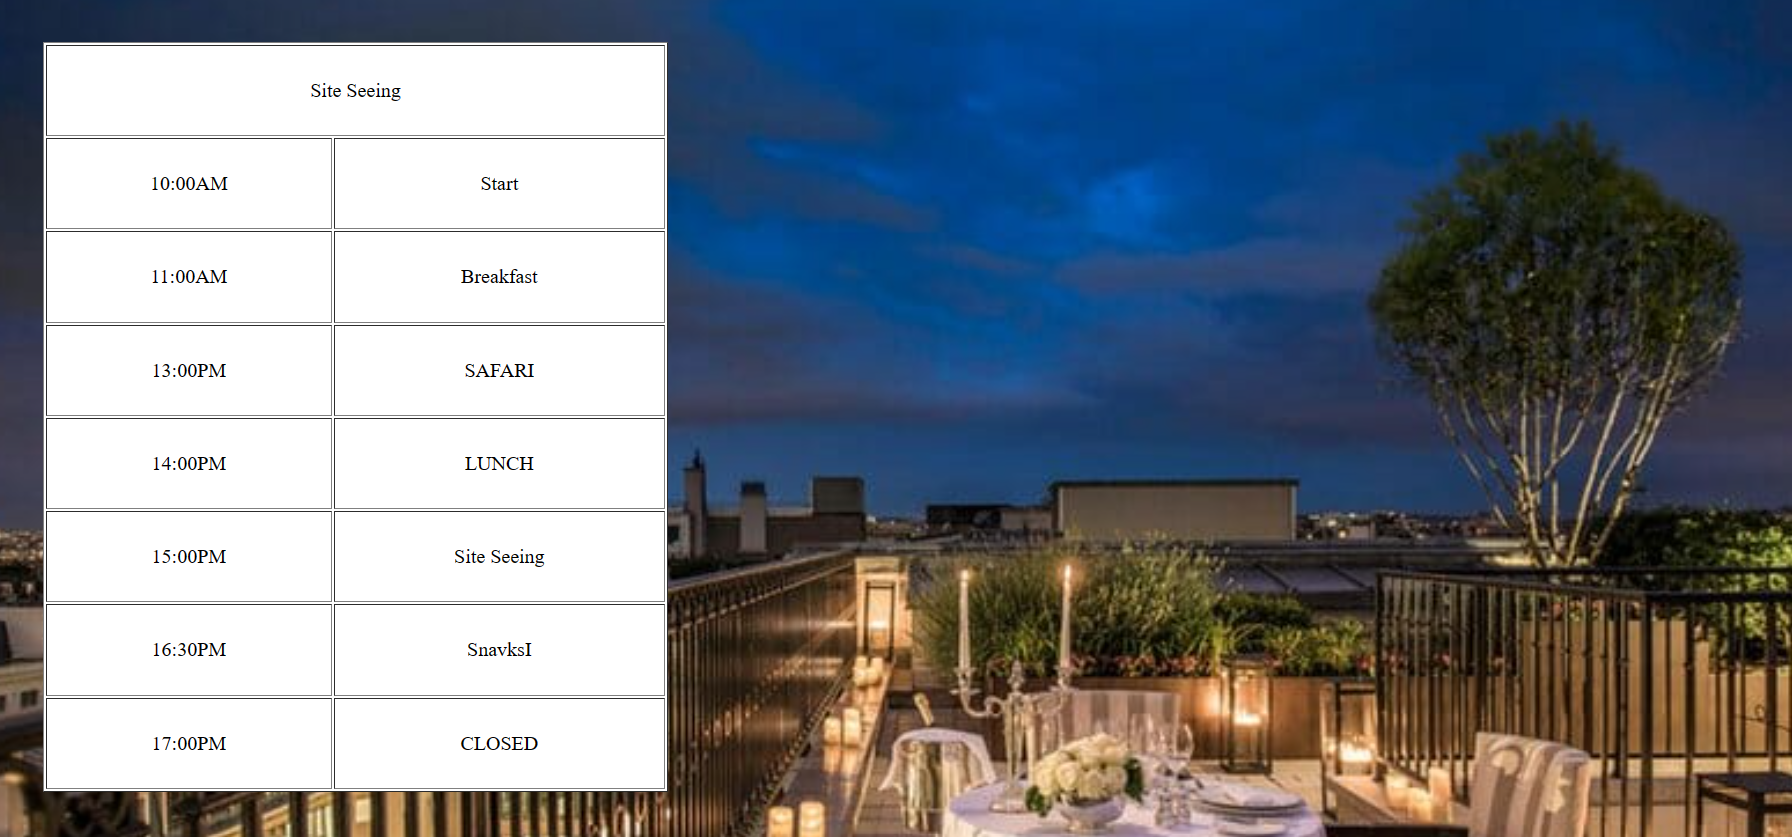 Site Seeing
10:00AM Start
11:00AM Breakfast
13:00PM SAFARI
14:00PM LUNCH
15:00PM Site Seeing
16:30PM SnavksI
17:00PM CLOSED